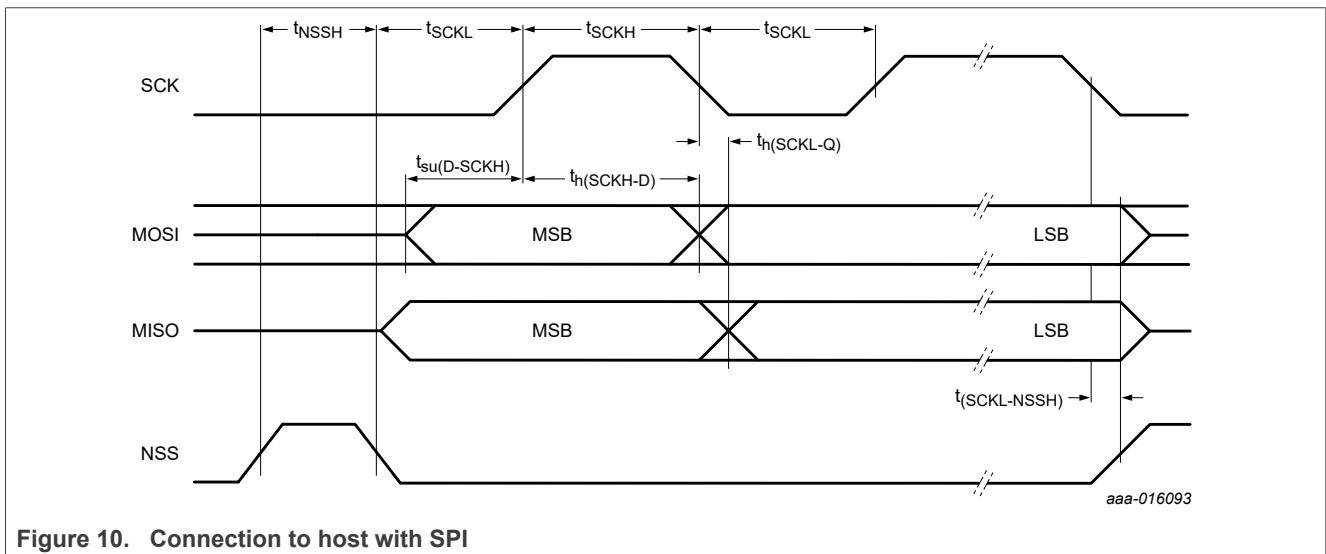 tNSSH tSCKL tSCKH tSCKL
SCK
th(SCKL-Q)
tsu(D-SCKH) th(SCKH-D)
MOSI MSB LSB
MISO MSB LSB
t(SCKL-NSSH)
NSS
aaa-016093
Figure 10. Connection to host with SPI